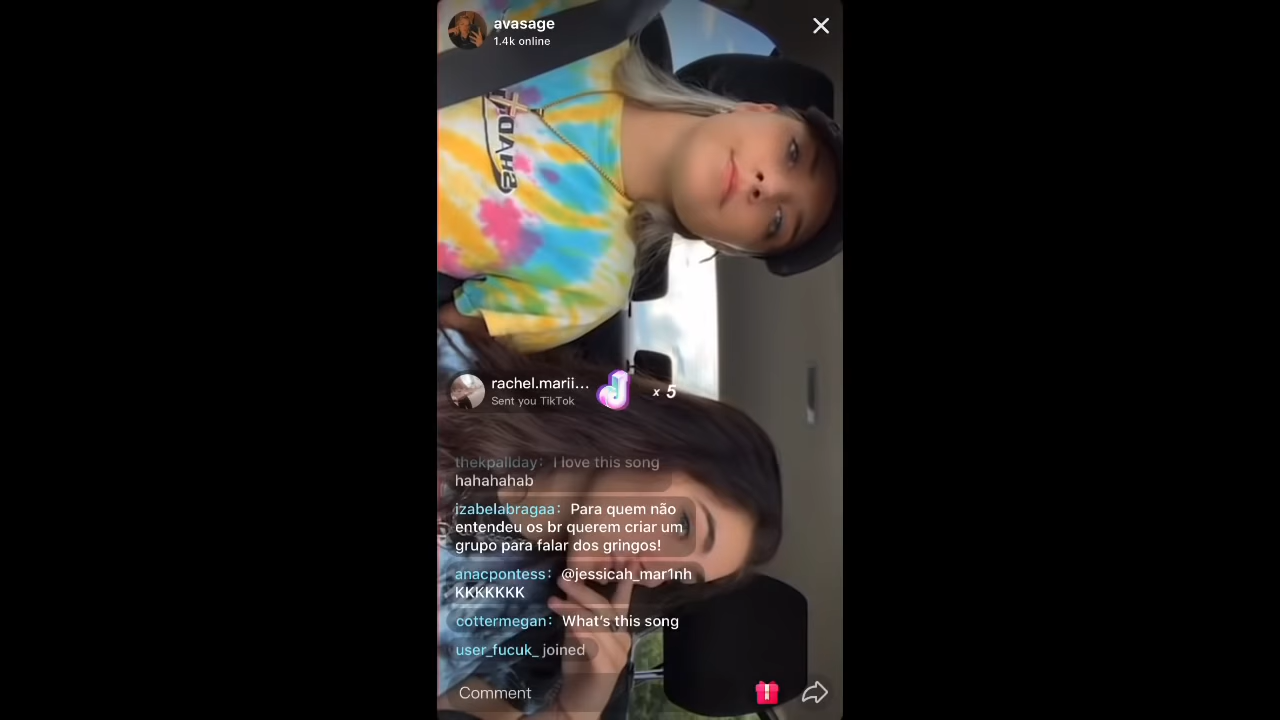 avasage
1.4k online
rachel.marii...
Sent you TikTok
x 5
thekpallday: I love this song
hahahahab
izabelabragaa: Para quem não
entendeu os br querem criar um
grupo para falar dos gringos!
anacpontess: @jessicah_mar1nh
KKKKKKK
cottermegan: What's this song
user_fucuk_ joined
Comment